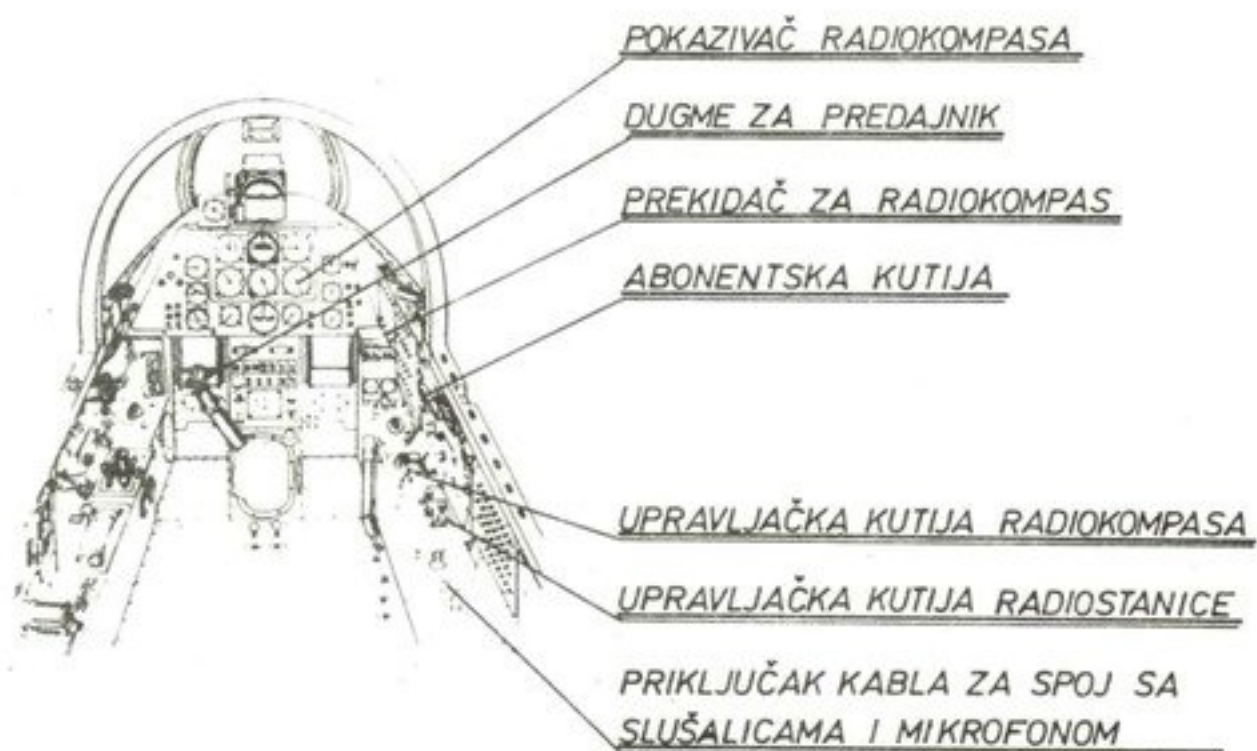 POKAZIVAČ RADIOKOMPASA
DUGME ZA PREDAJNIK
PREKIDAČ ZA RADIOKOMPAS
ABONENTSKA KUTIJA
UPRAVLJAČKA KUTIJA RADIOKOMPASA
UPRAVLJAČKA KUTIJA RADIOSTANICE
PRIKLJUČAK KABLA ZA SPOJ SA
SLUŠALICAMA I MIKROFONOM